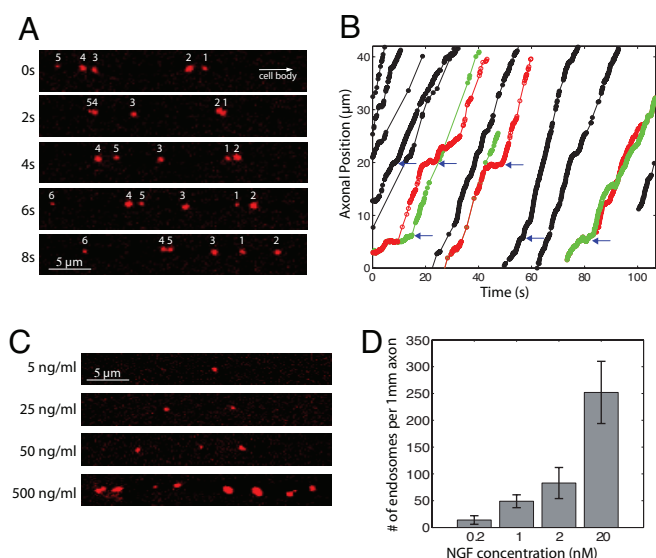 A
0s
5 4 3 2 1
cell body
2s
54 3 21
4s
4 5 3 1 2
6s
6 4 5 3 1 2
8s
6 4 5 3 1 2
5 µm
B
Axonal Position (µm)
40
30
20
10
0
0 20 40 60 80 100
Time (s)
C
5 ng/ml
5 µm
25 ng/ml
50 ng/ml
500 ng/ml
D
# of endosomes per 1mm axon
350
300
250
200
150
100
50
0
0.2 1 2 20
NGF concentration (nM)